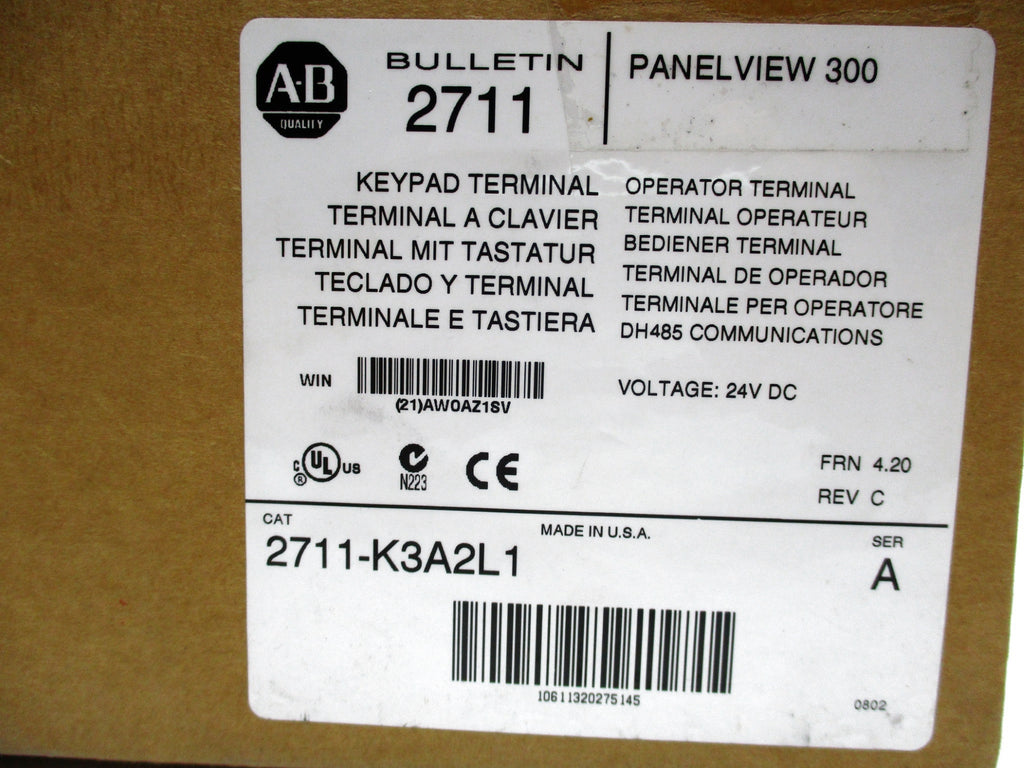 A-B
QUALITY
BULLETIN
2711
PANELVIEW 300
KEYPAD TERMINAL
TERMINAL A CLAVIER
TERMINAL MIT TASTATUR
TECLADO Y TERMINAL
TERMINALE E TASTIERA
OPERATOR TERMINAL
TERMINAL OPERATEUR
BEDIENER TERMINAL
TERMINAL DE OPERADOR
TERMINALE PER OPERATORE
DH485 COMMUNICATIONS
WIN
(21)AW0AZ1SV
VOLTAGE: 24V DC
C UL US
®
N223
CE
FRN 4.20
REV C
CAT
2711-K3A2L1
MADE IN U.S.A.
SER
A
10611320275145
0802